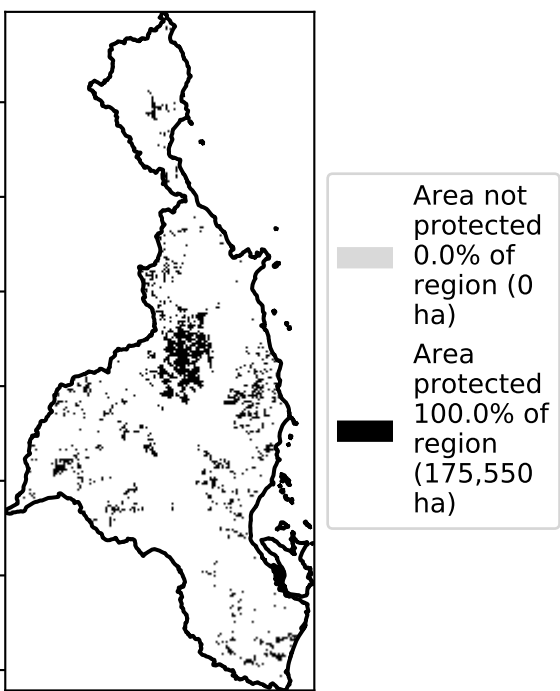 Area not
protected
0.0% of
region (0
ha)
Area
protected
100.0% of
region
(175,550
ha)